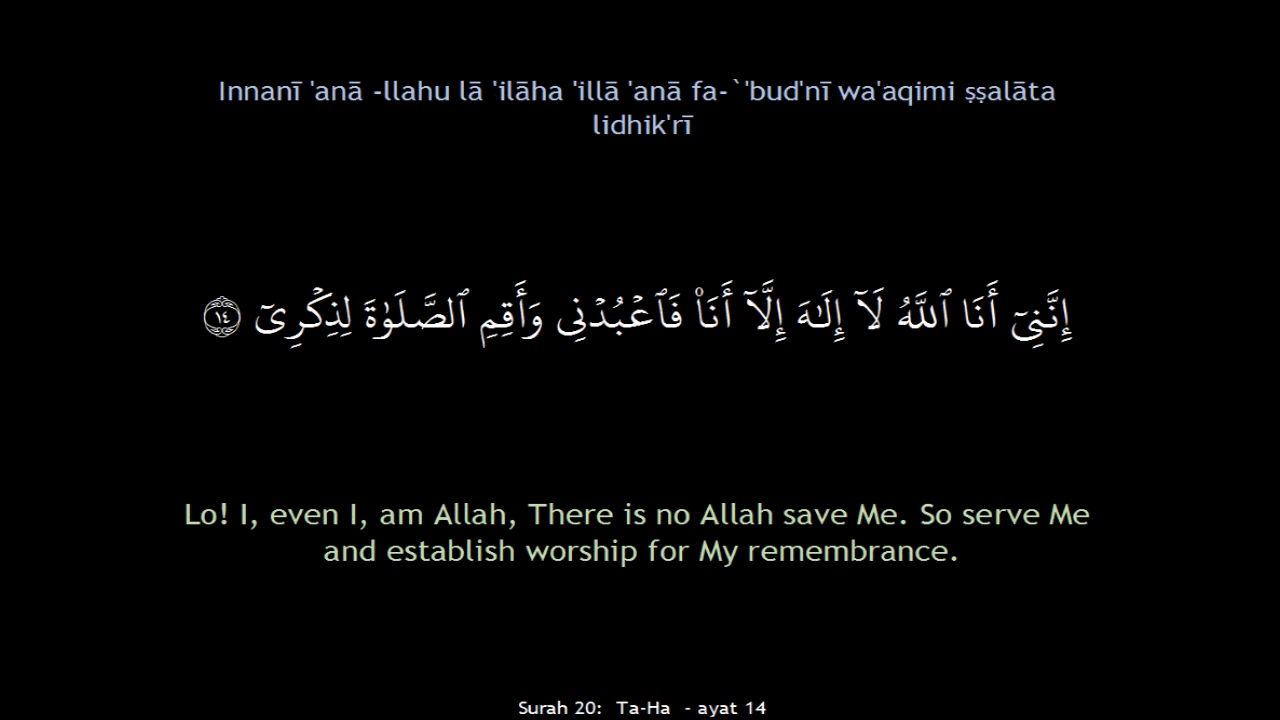 Innanī 'anā -llahu lā 'ilāha 'illā 'anā fa-`'bud'nī wa'aqimi ṣṣalāta
lidhik'rī
إِنَّنِىٓ أَنَا ٱللَّهُ لَآ إِلَـٰهَ إِلَّآ أَنَا۠ فَٱعْبُدْنِى وَأَقِمِ ٱلصَّلَوٰةَ لِذِكْرِىٓ ١٤
Lo! I, even I, am Allah, There is no Allah save Me. So serve Me
and establish worship for My remembrance.
Surah 20: Ta-Ha - ayat 14